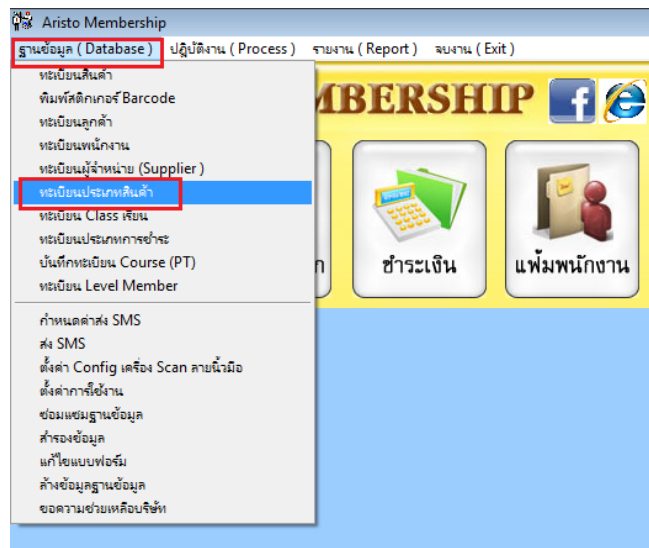 Aristo Membership
ฐานข้อมูล ( Database ) ปฏิบัติงาน ( Process ) รายงาน ( Report ) จบงาน ( Exit )
ทะเบียนสินค้า
พิมพ์สติกเกอร์ Barcode
ทะเบียนลูกค้า
ทะเบียนพนักงาน
ทะเบียนผู้จำหน่าย (Supplier )
ทะเบียนประเภทสินค้า
ทะเบียน Class เรียน
ทะเบียนประเภทการชำระ
บันทึกทะเบียน Course (PT)
ทะเบียน Level Member
กำหนดค่าส่ง SMS
ส่ง SMS
ตั้งค่า Config เครื่อง Scan ลายนิ้วมือ
ตั้งค่าการใช้งาน
ซ่อมแซมฐานข้อมูล
สำรองข้อมูล
แก้ไขแบบฟอร์ม
ล้างข้อมูลฐานข้อมูล
ขอความช่วยเหลือบริษัท
MBERSHIP f e
ชำระเงิน
แฟ้มพนักงาน